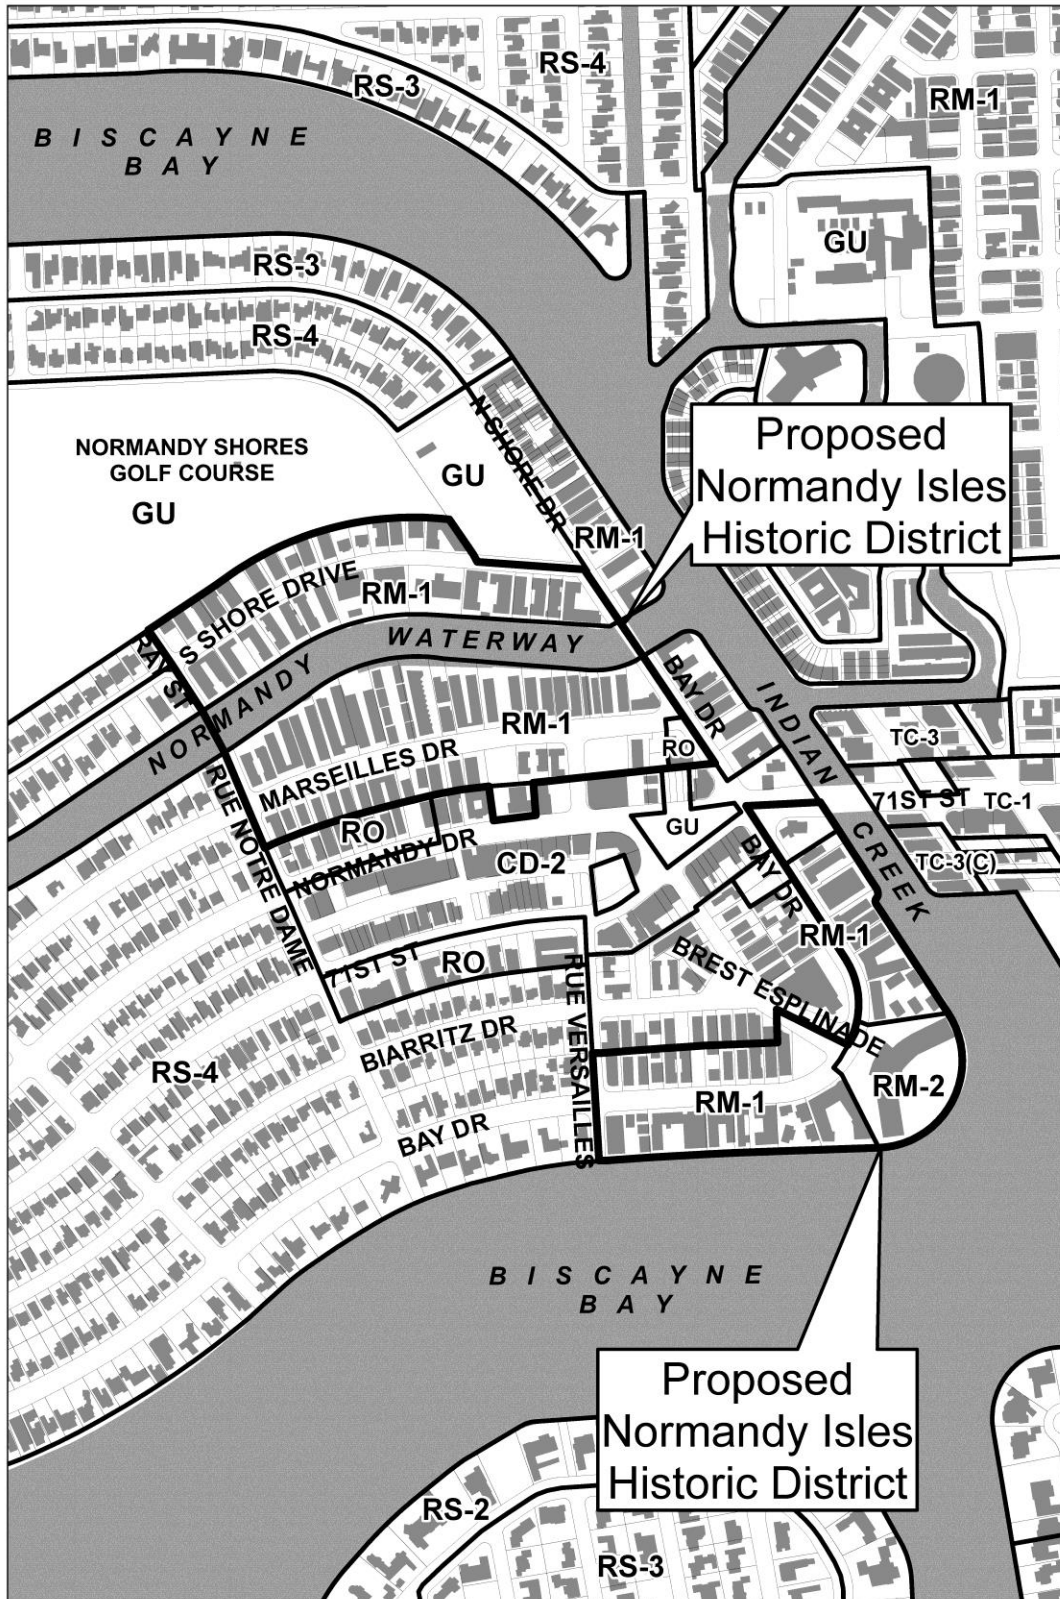 RS-4
RS-3
RM-1
BISCAYNE
BAY
GU
RS-3
RS-4
NORMANDY SHORES
GOLF COURSE
GU
GU
N SHORE DR
Proposed
Normandy Isles
Historic District
RM-1
S SHORE DRIVE
RM-1
WATERWAY
NORMANDY
RAY ST
BAY DR
INDIAN
CREEK
RM-1
RO
TC-3
MARSEILLES DR
71ST ST
TC-1
RO
NORMANDY DR
GU
CD-2
BAY DR
TC-3(C)
RUE NOTRE DAME
RM-1
71ST ST
RO
BREST ESPLINADE
RUE VERSAILLES
BIARRITZ DR
RS-4
RM-1
RM-2
BAY DR
BISCAYNE
BAY
Proposed
Normandy Isles
Historic District
RS-2
RS-3